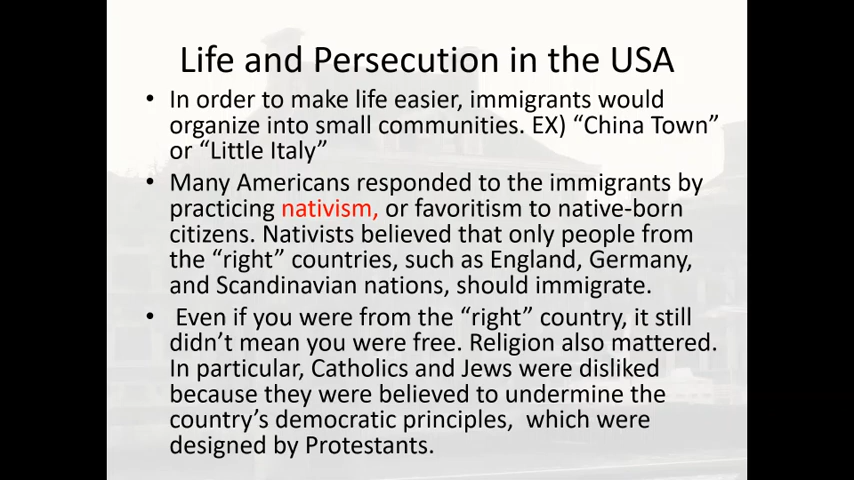 Life and Persecution in the USA
• In order to make life easier, immigrants would
organize into small communities. EX) “China Town”
or “Little Italy”
• Many Americans responded to the immigrants by
practicing nativism, or favoritism to native-born
citizens. Nativists believed that only people from
the “right” countries, such as England, Germany,
and Scandinavian nations, should immigrate.
• Even if you were from the “right” country, it still
didn’t mean you were free. Religion also mattered.
In particular, Catholics and Jews were disliked
because they were believed to undermine the
country’s democratic principles, which were
designed by Protestants.